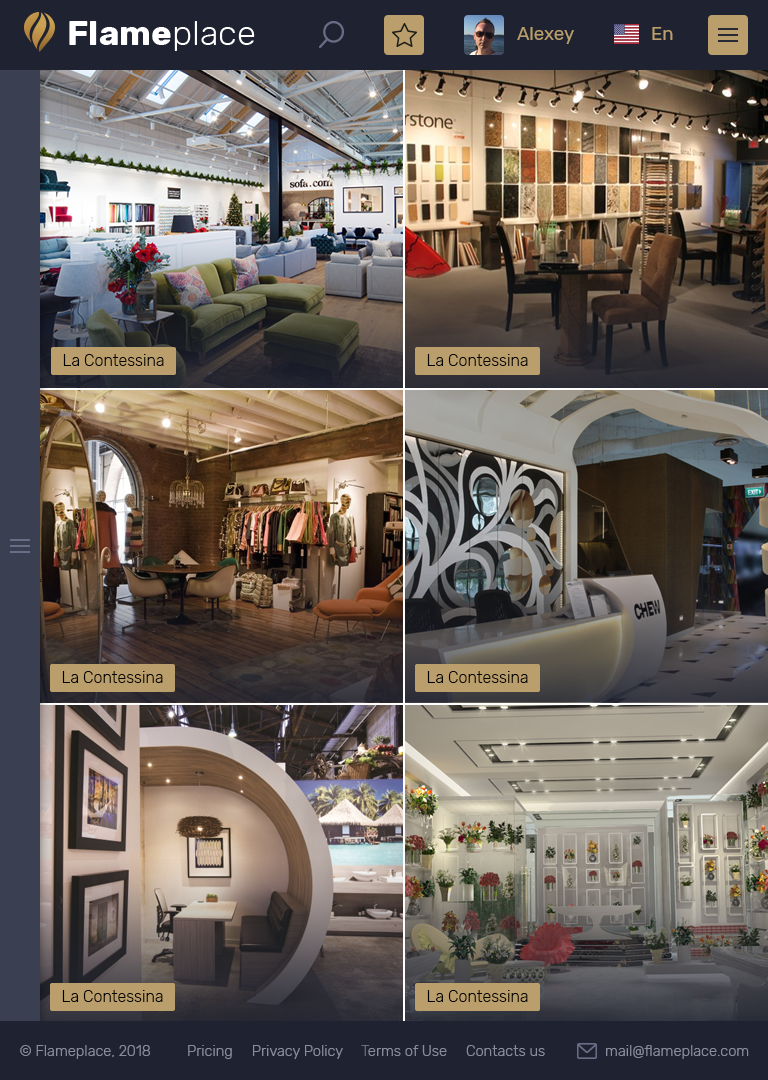 Flameplace
Alexey
En
sofa.com
rstone
La Contessina
La Contessina
EXIT
CHEW
La Contessina
La Contessina
La Contessina
La Contessina
© Flameplace, 2018
Pricing
Privacy Policy
Terms of Use
Contacts us
mail@flameplace.com